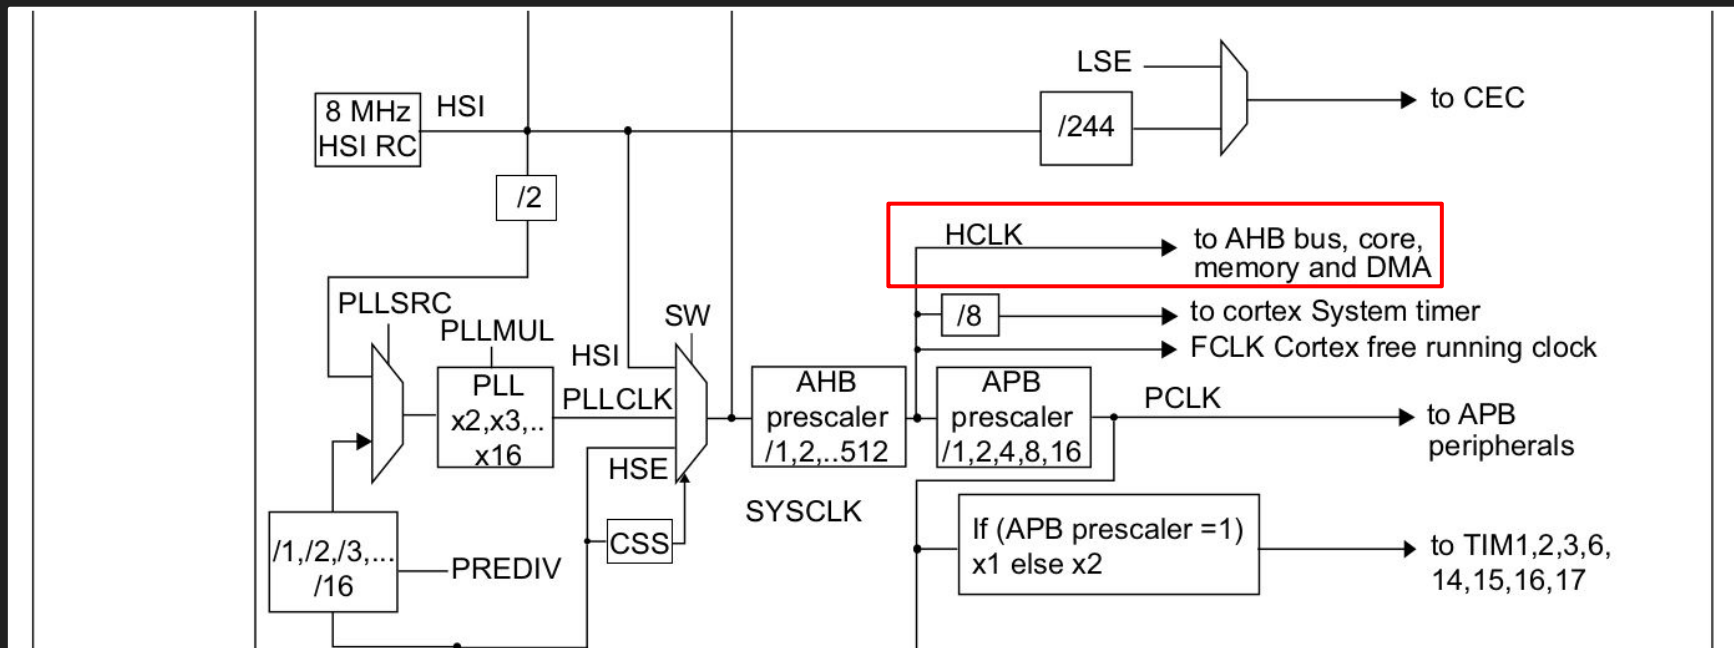 LSE
to CEC
8 MHz
HSI RC
HSI
/244
/2
HCLK
to AHB bus, core,
memory and DMA
/8
to cortex System timer
FCLK Cortex free running clock
PLLSRC
PLLMUL
SW
HSI
PLL
x2,x3,..
x16
PLLCLK
AHB
prescaler
/1,2,..512
APB
prescaler
/1,2,4,8,16
PCLK
to APB
peripherals
HSE
SYSCLK
CSS
/1,/2,/3,...
/16
PREDIV
If (APB prescaler =1)
x1 else x2
to TIM1,2,3,6,
14,15,16,17